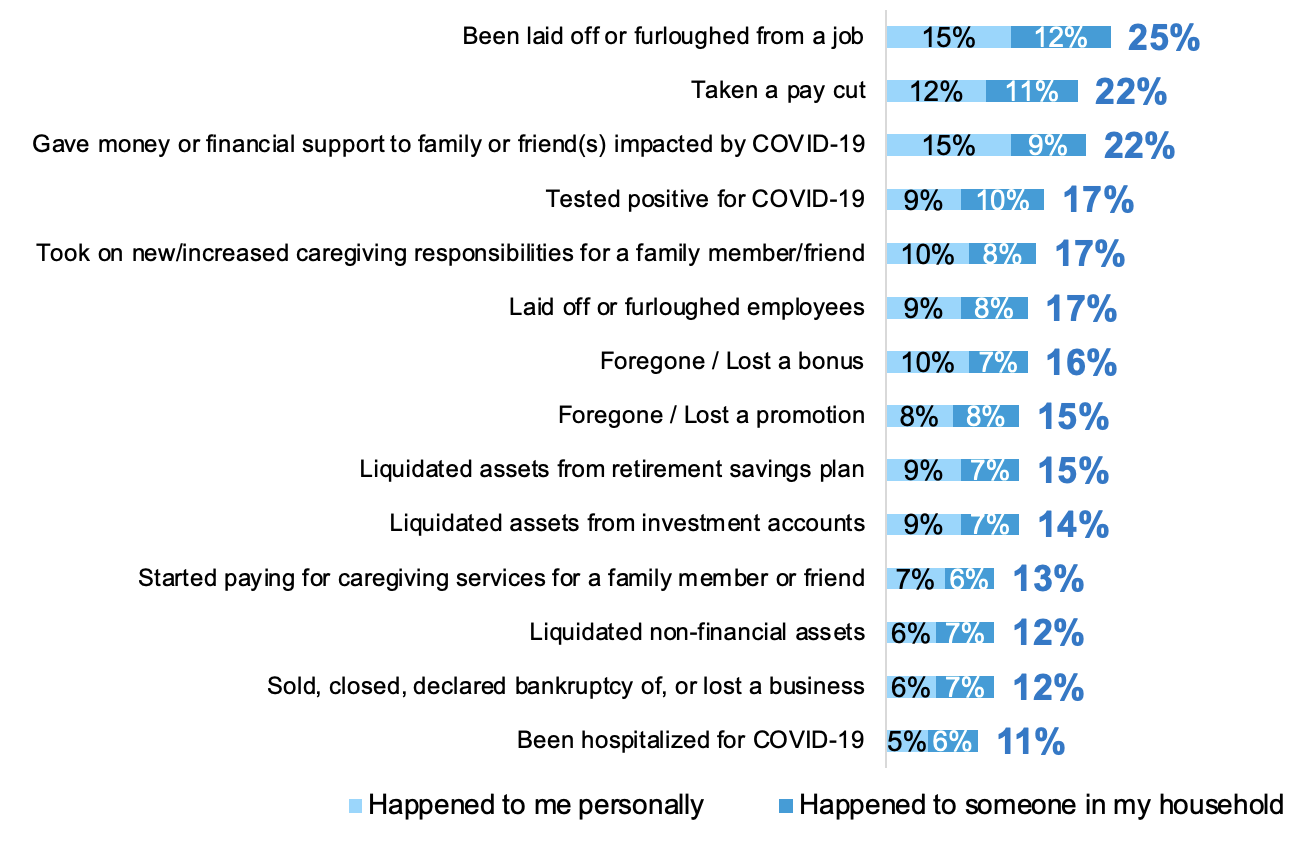 Been laid off or furloughed from a job 15% 12% 25%
Taken a pay cut 12% 11% 22%
Gave money or financial support to family or friend(s) impacted by COVID-19 15% 9% 22%
Tested positive for COVID-19 9% 10% 17%
Took on new/increased caregiving responsibilities for a family member/friend 10% 8% 17%
Laid off or furloughed employees 9% 8% 17%
Foregone / Lost a bonus 10% 7% 16%
Foregone / Lost a promotion 8% 8% 15%
Liquidated assets from retirement savings plan 9% 7% 15%
Liquidated assets from investment accounts 9% 7% 14%
Started paying for caregiving services for a family member or friend 7% 6% 13%
Liquidated non-financial assets 6% 7% 12%
Sold, closed, declared bankruptcy of, or lost a business 6% 7% 12%
Been hospitalized for COVID-19 5% 6% 11%
Happened to me personally Happened to someone in my household